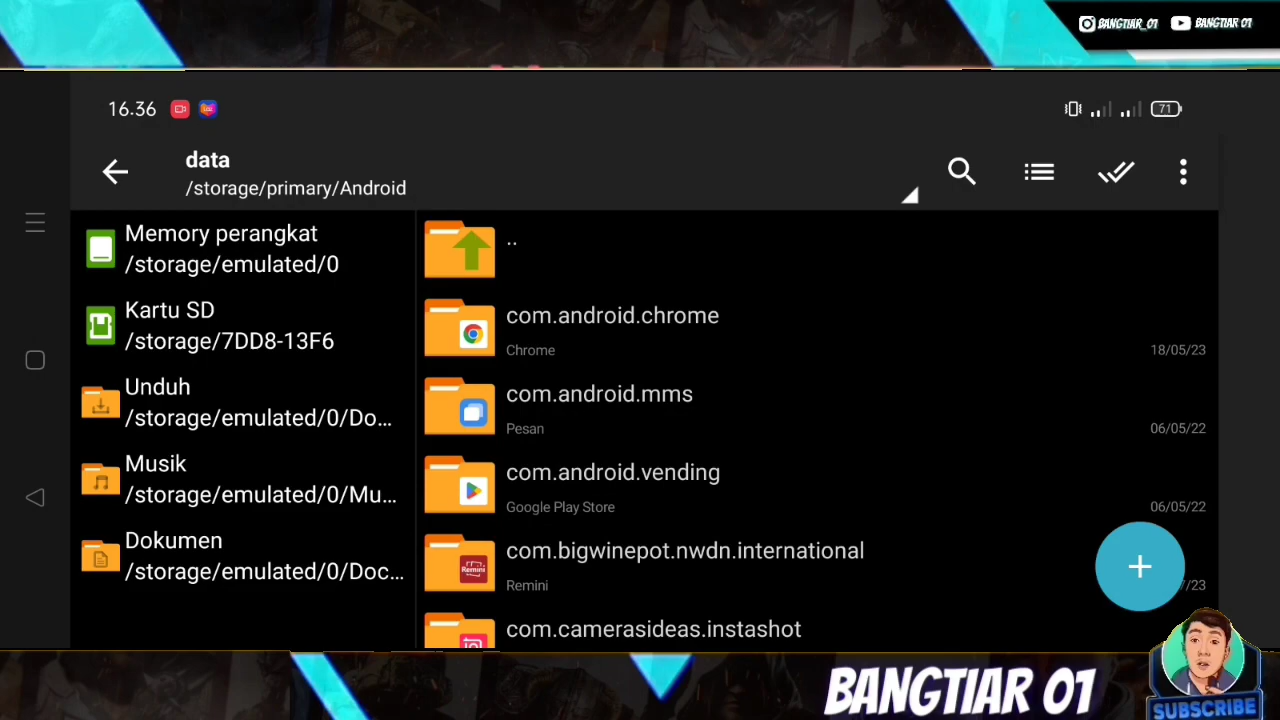 BANGTIAR_01 BANGTIAR 01
16.36 71
data
/storage/primary/Android
Memory perangkat
/storage/emulated/0
Kartu SD
/storage/7DD8-13F6
Unduh
/storage/emulated/0/Do...
Musik
/storage/emulated/0/Mu...
Dokumen
/storage/emulated/0/Doc...
..
com.android.chrome
Chrome 18/05/23
com.android.mms
Pesan 06/05/22
com.android.vending
Google Play Store 06/05/22
com.bigwinepot.nwdn.international
Remini
Remini /23
com.camerasideas.instashot
BANGTIAR 01
SUBSCRIBE